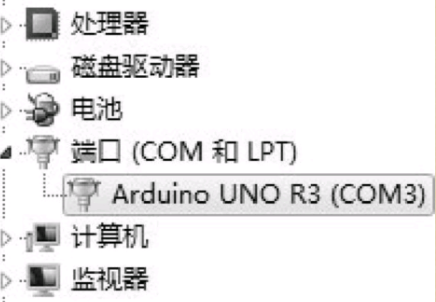 处理器
磁盘驱动器
电池
端口 (COM 和 LPT)
Arduino UNO R3 (COM3)
计算机
监视器